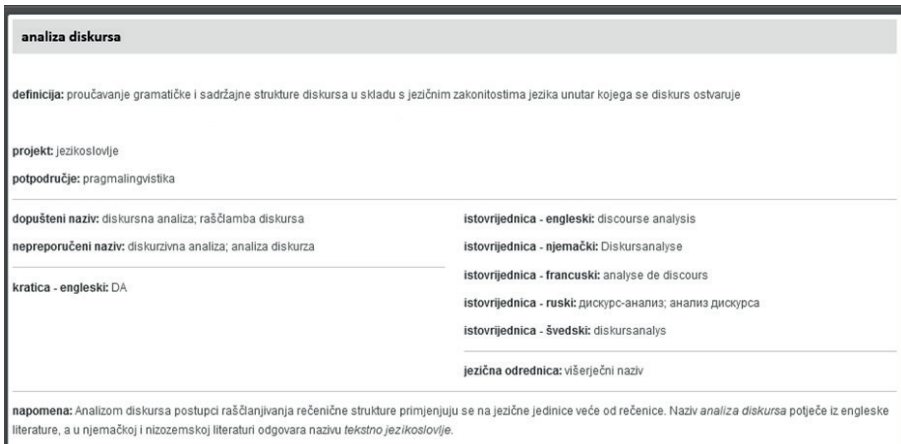 analiza diskursa
definicija: proučavanje gramatičke i sadržajne strukture diskursa u skladu s jezičnim zakonitostima jezika unutar kojega se diskurs ostvaruje
projekt: jezikoslovlje
potpodručje: pragmalingvistika
dopušteni naziv: diskursna analiza; raščlamba diskursa
nepreporučeni naziv: diskurzivna analiza; analiza diskurza
kratica - engleski: DA
istovrijednica - engleski: discourse analysis
istovrijednica - njemački: Diskursanalyse
istovrijednica - francuski: analyse de discours
istovrijednica - ruski: дискурс-анализ; анализ дискурса
istovrijednica - švedski: diskursanalys
jezična odrednica: višerječni naziv
napomena: Analizom diskursa postupci raščlanjivanja rečenične strukture primjenjuju se na jezične jedinice veće od rečenice. Naziv analiza diskursa potječe iz engleske
literature, a u njemačkoj i nizozemskoj literaturi odgovara nazivu tekstno jezikoslovlje.